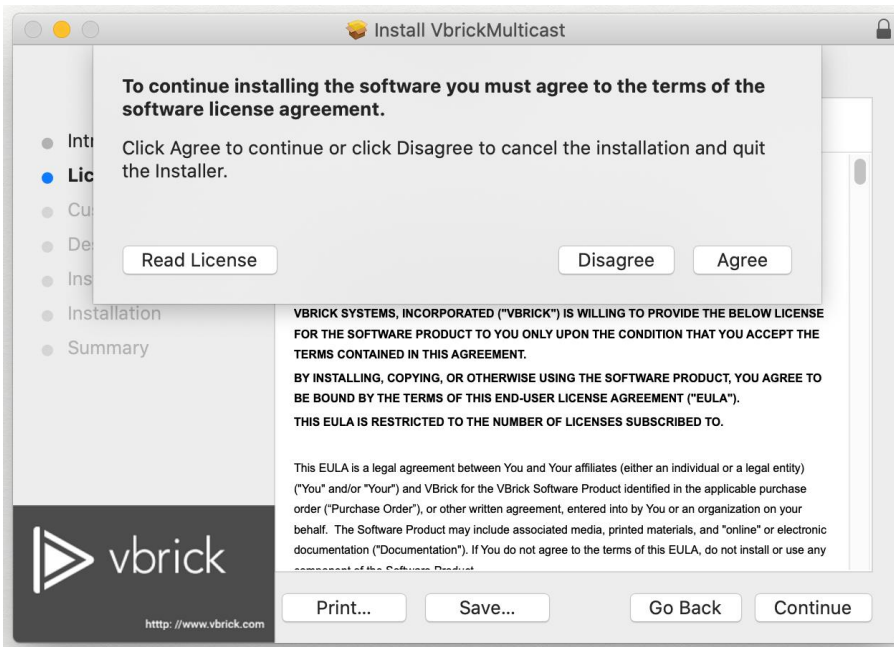 Install VbrickMulticast
To continue installing the software you must agree to the terms of the
software license agreement.
Click Agree to continue or click Disagree to cancel the installation and quit
the Installer.
Read License
Disagree
Agree
Installation
Summary
VBRICK SYSTEMS, INCORPORATED ("VBRICK") IS WILLING TO PROVIDE THE BELOW LICENSE
FOR THE SOFTWARE PRODUCT TO YOU ONLY UPON THE CONDITION THAT YOU ACCEPT THE
TERMS CONTAINED IN THIS AGREEMENT.
BY INSTALLING, COPYING, OR OTHERWISE USING THE SOFTWARE PRODUCT, YOU AGREE TO
BE BOUND BY THE TERMS OF THIS END-USER LICENSE AGREEMENT ("EULA").
THIS EULA IS RESTRICTED TO THE NUMBER OF LICENSES SUBSCRIBED TO.
This EULA is a legal agreement between You and Your affiliates (either an individual or a legal entity)
("You" and/or "Your") and VBrick for the VBrick Software Product identified in the applicable purchase
order ("Purchase Order"), or other written agreement, entered into by You or an organization on your
behalf. The Software Product may include associated media, printed materials, and "online" or electronic
documentation ("Documentation"). If You do not agree to the terms of this EULA, do not install or use any
vbrick
htttp: //www.vbrick.com
Print...
Save...
Go Back
Continue